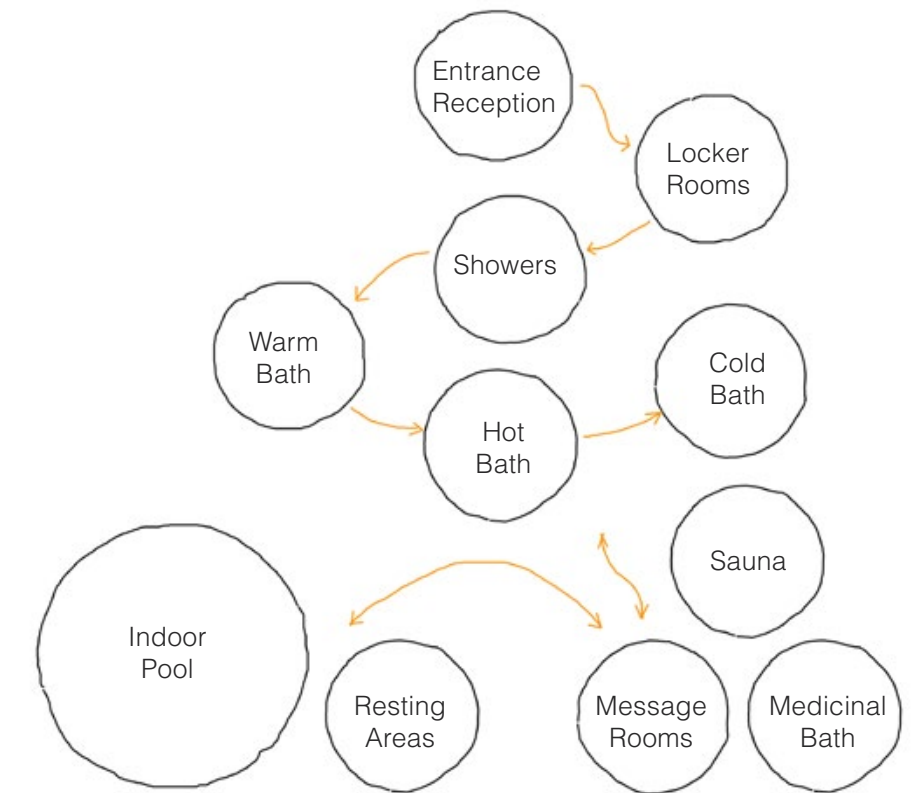 Entrance
Reception
Locker
Rooms
Showers
Warm
Bath
Cold
Bath
Hot
Bath
Sauna
Indoor
Pool
Resting
Areas
Message
Rooms
Medicinal
Bath